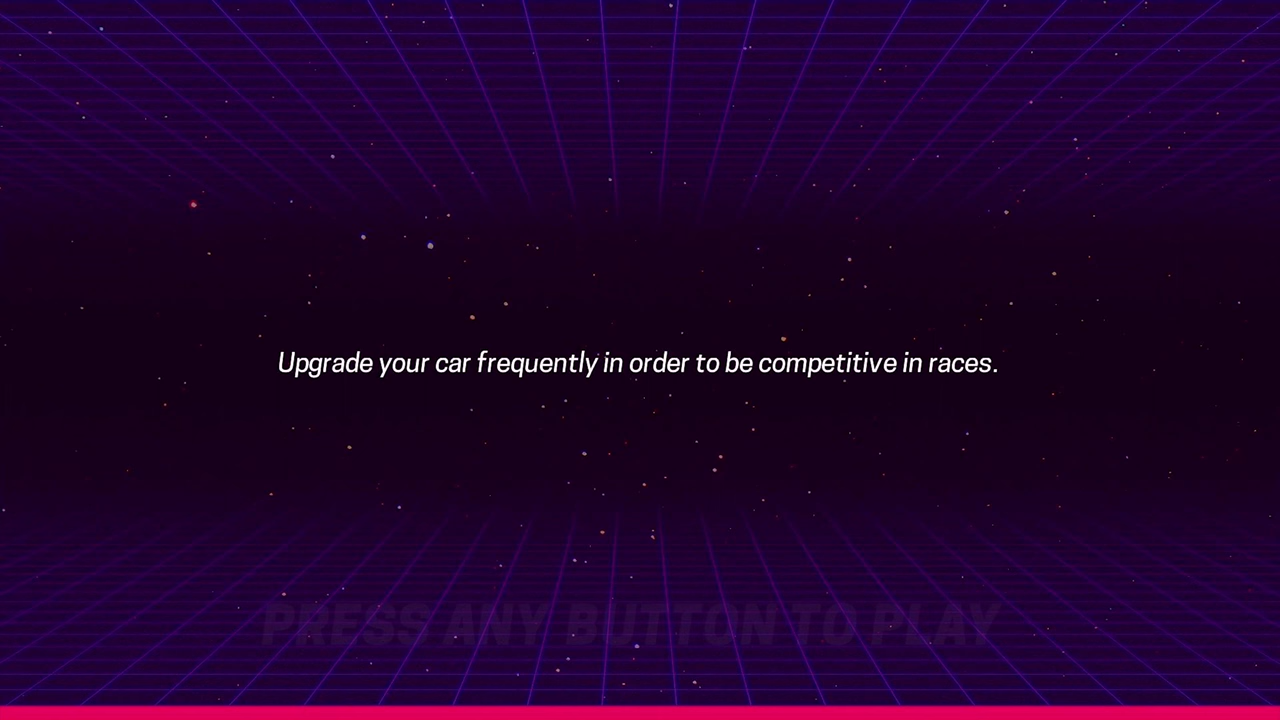 Upgrade your car frequently in order to be competitive in races.
PRESS ANY BUTTON TO PLAY